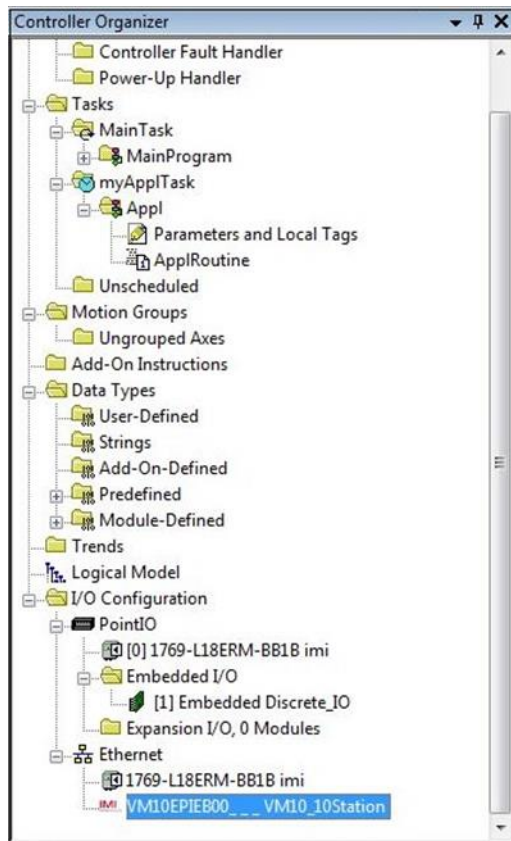 Controller Organizer
Controller Fault Handler
Power-Up Handler
Tasks
MainTask
MainProgram
myApplTask
Appl
Parameters and Local Tags
ApplRoutine
Unscheduled
Motion Groups
Ungrouped Axes
Add-On Instructions
Data Types
User-Defined
Strings
Add-On-Defined
Predefined
Module-Defined
Trends
Logical Model
I/O Configuration
PointIO
[0] 1769-L18ERM-BB1B imi
Embedded I/O
[1] Embedded Discrete_IO
Expansion I/O, 0 Modules
Ethernet
1769-L18ERM-BB1B imi
IMI VM10EPIEB00_ _ _ VM10_10Station